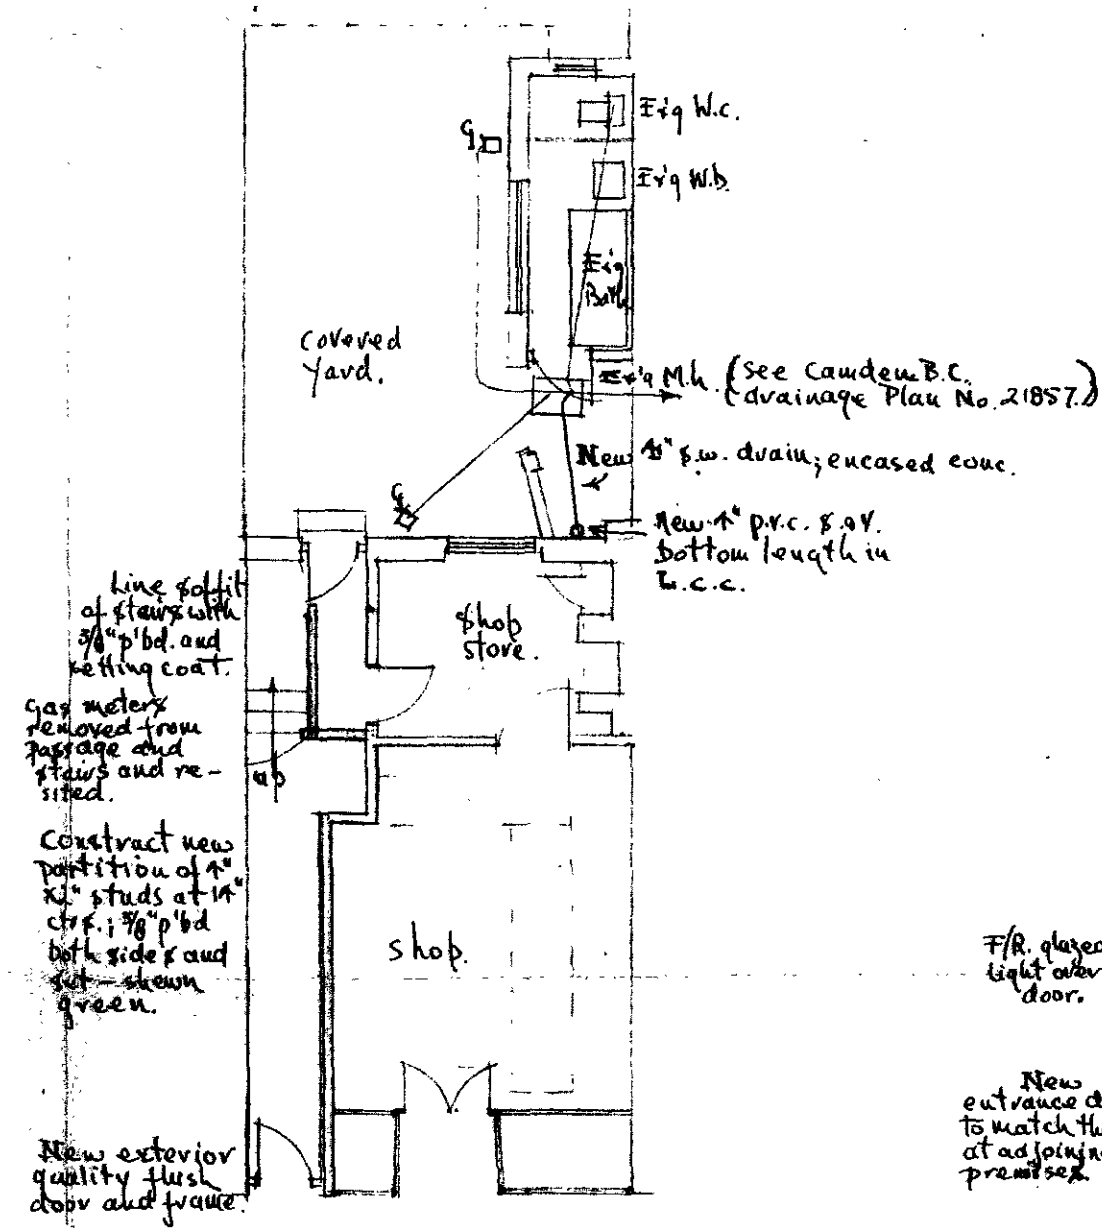 Ex'g W.c.
G
Ex'g W.b.
Ex'g
Bath
covered
yard.
Ex'g M.h. (See Camden B.C.
drainage Plan No. 21857.)
New 4" s.w. drain; encased conc.
G
New 4" p.v.c. s. & v.
bottom length in
L.c.c.
Line soffit
of stairs with
3/8" p'bd. and
setting coat.
shop
store.
Gas meters
removed from
passage and
stairs and re-
sited.
up
Construct new
partition of 4"
x2" studs at 14"
ctrs.; 3/8" p'bd
both sides and
set - shewn
green.
shop.
F/R. glazed
light over
door.
New
entrance d
to match th
at adjoining
premises.
New exterior
quality flush
door and frame.